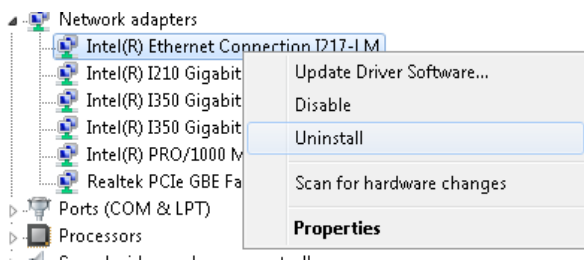 Network adapters
Intel(R) Ethernet Connection I217-LM
Intel(R) I210 Gigabit
Update Driver Software...
Intel(R) I350 Gigabit
Disable
Intel(R) I350 Gigabit
Uninstall
Intel(R) PRO/1000 M
Realtek PCIe GBE Fa
Scan for hardware changes
Ports (COM & LPT)
Properties
Processors